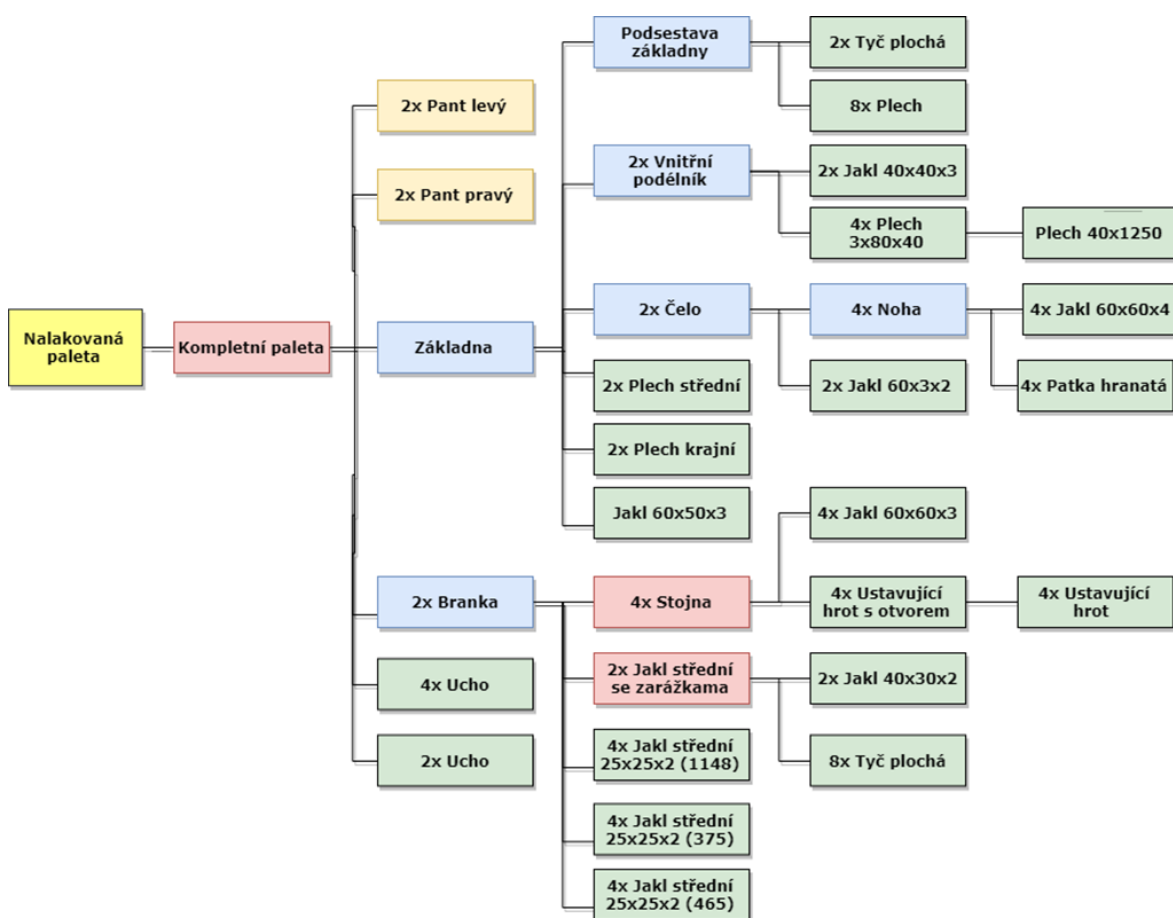 Podsestava
základny
2x Tyč plochá
2x Pant levý
8x Plech
2x Vnitřní
podélník
2x Jakl 40x40x3
2x Pant pravý
4x Plech
3x80x40
Plech 40x1250
Nalakovaná
paleta
Kompletní paleta
Základna
2x Čelo
4x Noha
4x Jakl 60x60x4
2x Plech střední
2x Jakl 60x3x2
4x Patka hranatá
2x Plech krajní
Jakl 60x50x3
4x Jakl 60x60x3
2x Branka
4x Stojna
4x Ustavující
hrot s otvorem
4x Ustavující
hrot
4x Ucho
2x Jakl střední
se zarážkama
2x Jakl 40x30x2
2x Ucho
4x Jakl střední
25x25x2 (1148)
8x Tyč plochá
4x Jakl střední
25x25x2 (375)
4x Jakl střední
25x25x2 (465)